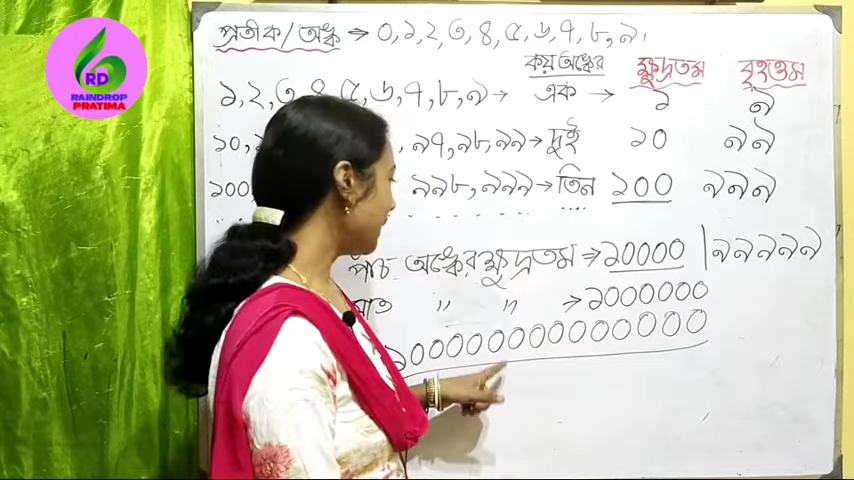 RAINDROP
PRATIMA
প্রতীক/অঙ্ক → ০,১,২,৩,৪,৫,৬,৭,৮,৯।
কয় অঙ্কের ক্ষুদ্রতম বৃহত্তম
১,২,৩,৪,৫,৬,৭,৮,৯ → এক → ১ ৯
১০, ৯৭,৯৮,৯৯ → দুই ১০ ৯৯
১০০ ৯৯৮,৯৯৯ → তিন ১০০ ৯৯৯
পাঁচ অঙ্কের ক্ষুদ্রতম ⇒ ১০০০০ | ৯৯৯৯৯
সাত " " → ১০০০০০০
১০০০০০০০০০০০০০০